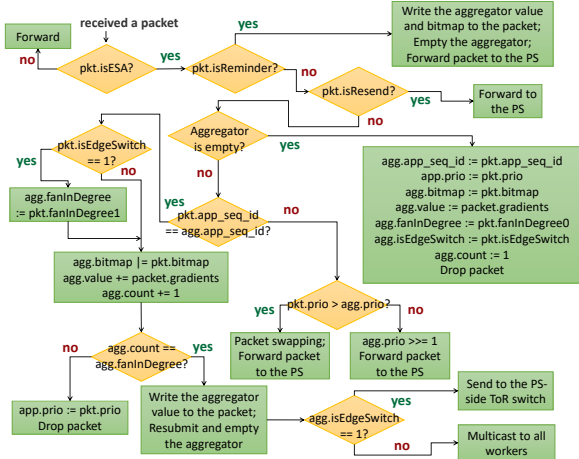 received a packet
Forward
no
pkt.isESA?
yes
pkt.isReminder?
yes
Write the aggregator value
and bitmap to the packet;
Empty the aggregator;
Forward packet to the PS
no
pkt.isResend?
yes
Forward to
the PS
no
pkt.isEdgeSwitch
== 1?
yes
no
agg.fanInDegree
:= pkt.fanInDegree1
Aggregator
is empty?
yes
no
agg.app_seq_id := pkt.app_seq_id
app.prio := pkt.prio
agg.bitmap := pkt.bitmap
agg.value := packet.gradients
agg.fanInDegree := pkt.fanInDegree0
agg.isEdgeSwitch := pkt.isEdgeSwitch
agg.count := 1
Drop packet
yes
pkt.app_seq_id
== agg.app_seq_id?
no
agg.bitmap |= pkt.bitmap
agg.value += packet.gradients
agg.count += 1
pkt.prio > agg.prio?
yes
no
Packet swapping;
Forward packet
to the PS
agg.prio >>= 1
Forward packet
to the PS
no
agg.count ==
agg.fanInDegree?
yes
app.prio := pkt.prio
Drop packet
Write the aggregator
value to the packet;
Resubmit and empty
the aggregator
agg.isEdgeSwitch
== 1?
yes
Send to the PS-
side ToR switch
no
Multicast to all
workers